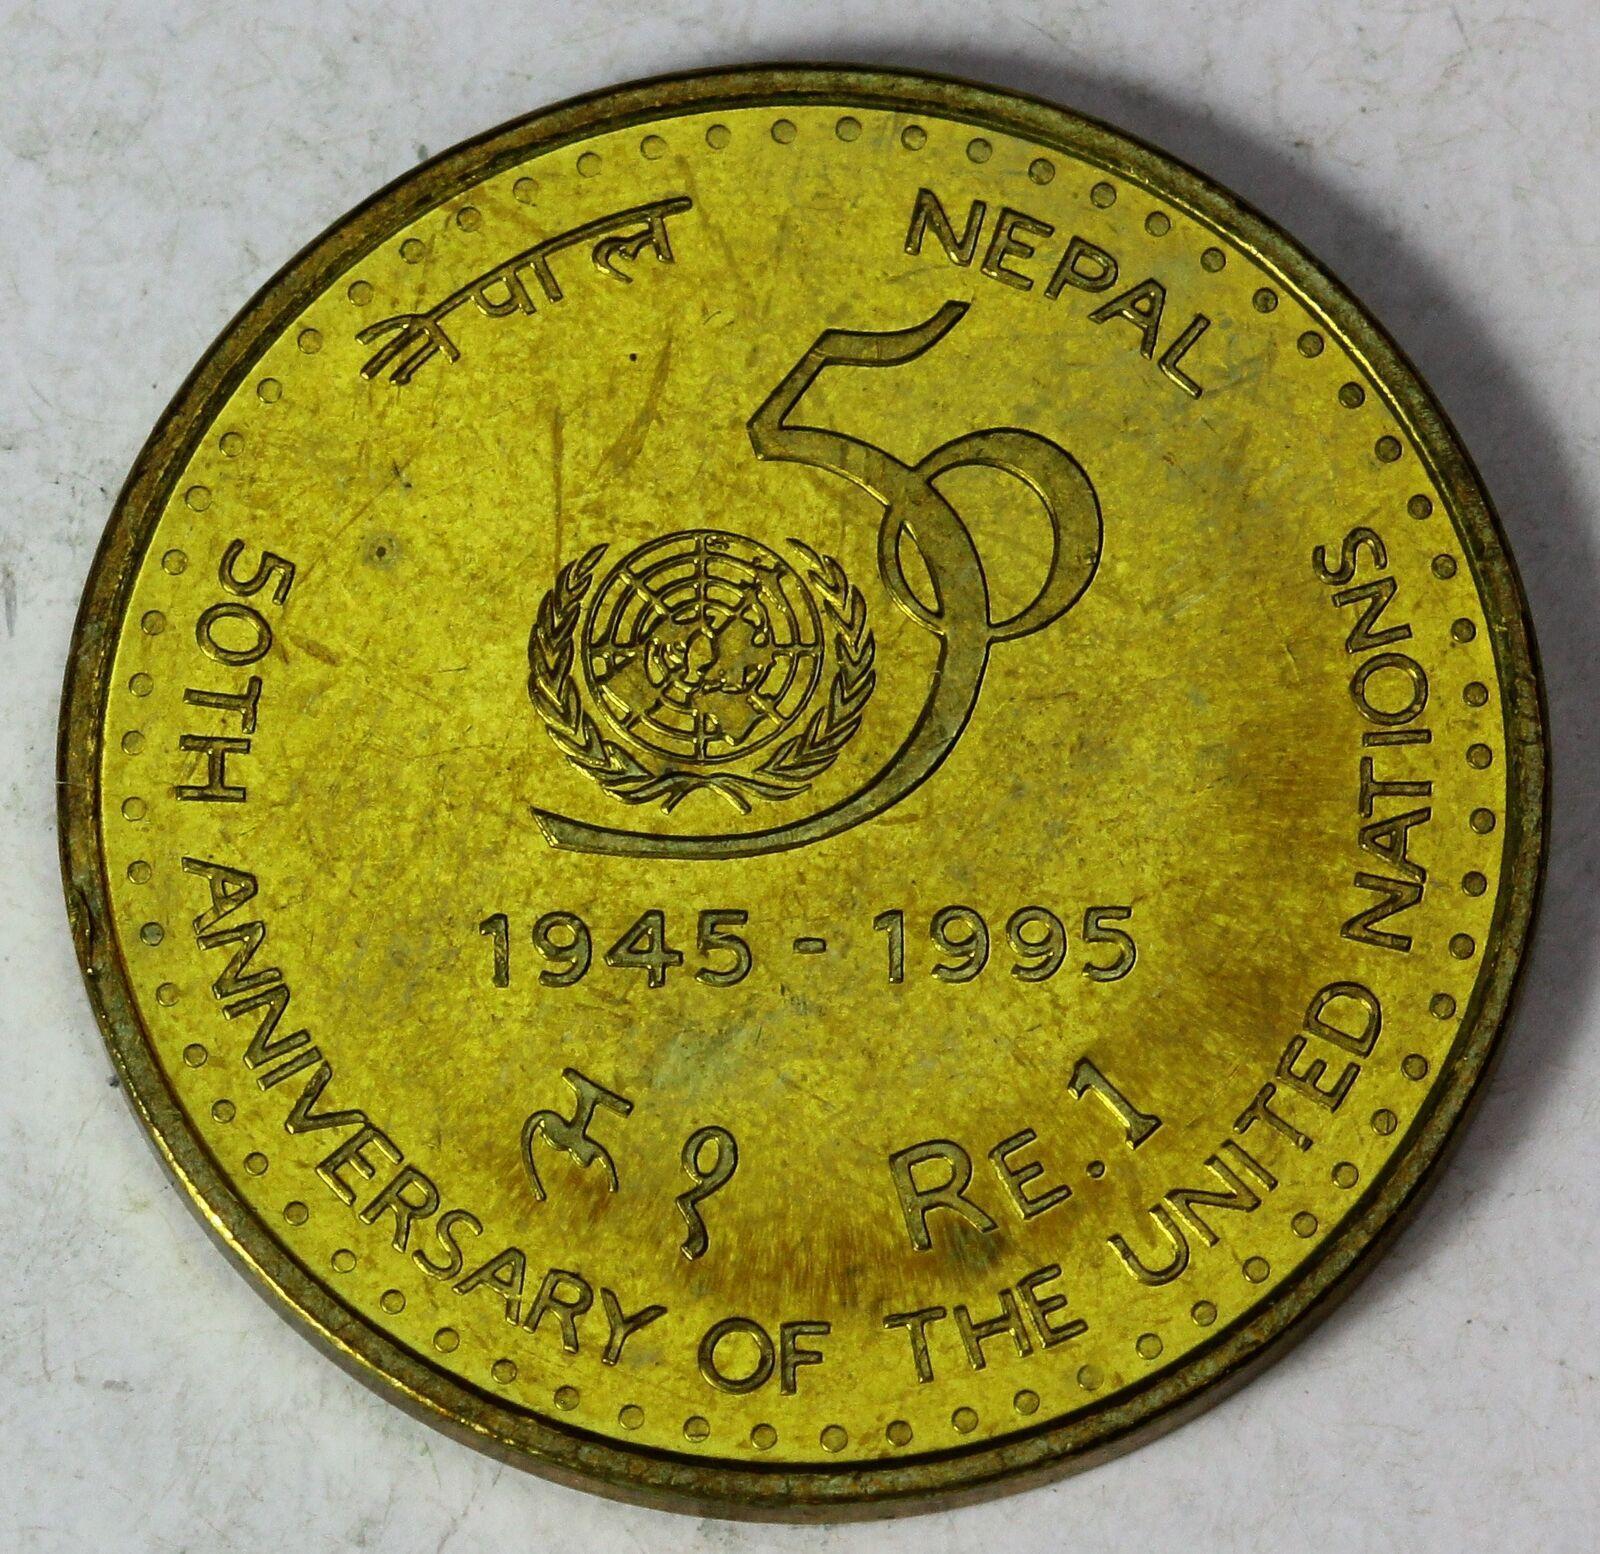 नेपाल
NEPAL
50
1945 - 1995
रू १
RE. 1
50TH ANNIVERSARY OF THE UNITED NATIONS